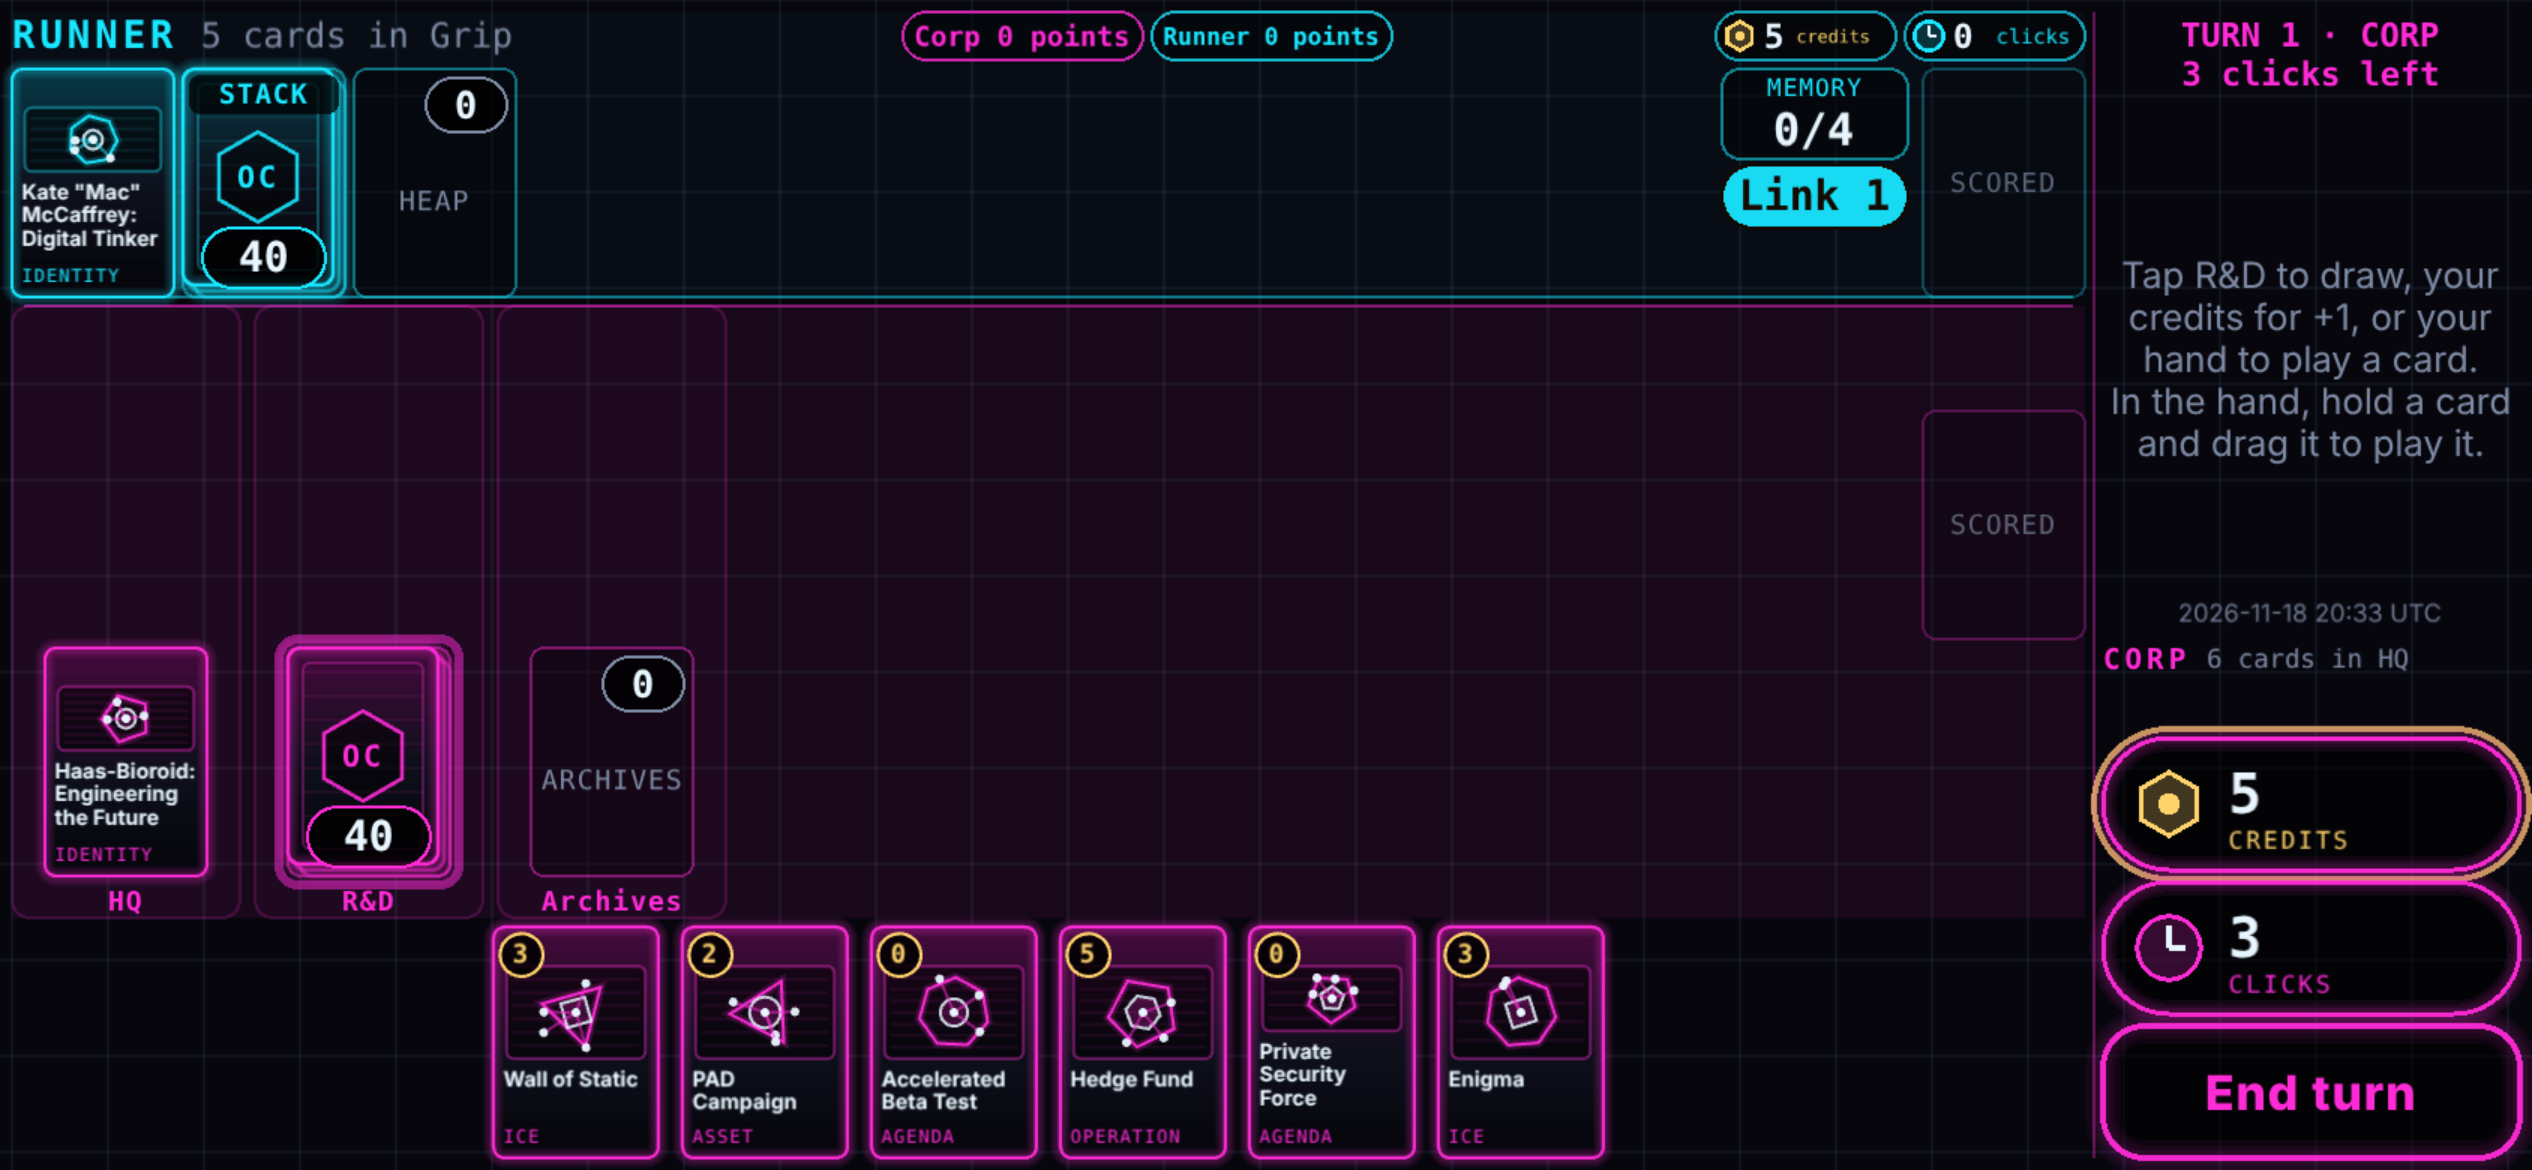 RUNNER 5 cards in Grip
Corp 0 points
Runner 0 points
5 credits
0 clicks
TURN 1 · CORP
3 clicks left
Kate "Mac"
McCaffrey:
Digital Tinker
IDENTITY
STACK
OC
40
0
HEAP
MEMORY
0/4
Link 1
SCORED
Tap R&D to draw, your
credits for +1, or your
hand to play a card.
In the hand, hold a card
and drag it to play it.
SCORED
2026-11-18 20:33 UTC
CORP 6 cards in HQ
Haas-Bioroid:
Engineering
the Future
IDENTITY
HQ
OC
40
R&D
0
ARCHIVES
Archives
5
CREDITS
3
CLICKS
End turn
3
Wall of Static
ICE
2
PAD
Campaign
ASSET
0
Accelerated
Beta Test
AGENDA
5
Hedge Fund
OPERATION
0
Private
Security
Force
AGENDA
3
Enigma
ICE